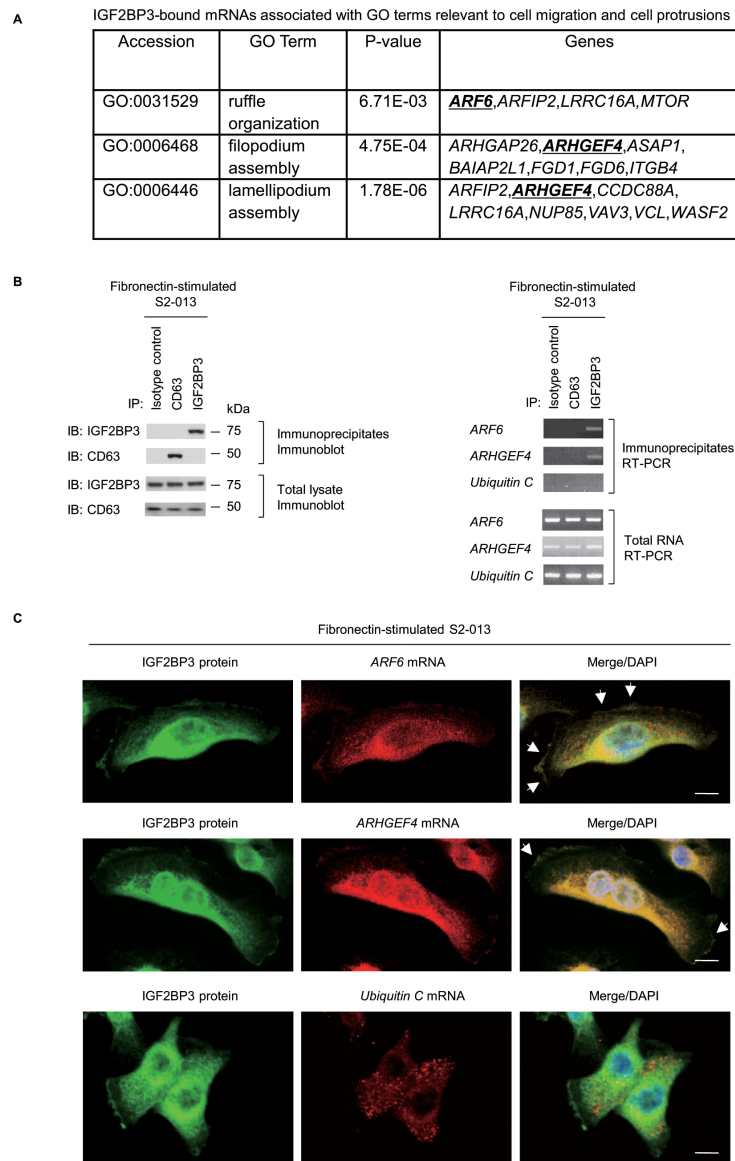 A
IGF2BP3-bound mRNAs associated with GO terms relevant to cell migration and cell protrusions
Accession GO Term P-value Genes
GO:0031529 ruffle organization 6.71E-03 ARF6,ARFIP2,LRRC16A,MTOR
GO:0006468 filopodium assembly 4.75E-04 ARHGAP26,ARHGEF4,ASAP1,
BAIAP2L1,FGD1,FGD6,ITGB4
GO:0006446 lamellipodium assembly 1.78E-06 ARFIP2,ARHGEF4,CCDC88A,
LRRC16A,NUP85,VAV3,VCL,WASF2
B
Fibronectin-stimulated
S2-013
IP:
Isotype control
CD63
IGF2BP3
kDa
IB: IGF2BP3
75
IB: CD63
50
Immunoprecipitates
Immunoblot
IB: IGF2BP3
75
IB: CD63
50
Total lysate
Immunoblot
Fibronectin-stimulated
S2-013
IP:
Isotype control
CD63
IGF2BP3
ARF6
ARHGEF4
Ubiquitin C
Immunoprecipitates
RT-PCR
ARF6
ARHGEF4
Ubiquitin C
Total RNA
RT-PCR
C
Fibronectin-stimulated S2-013
IGF2BP3 protein ARF6 mRNA Merge/DAPI
IGF2BP3 protein ARHGEF4 mRNA Merge/DAPI
IGF2BP3 protein Ubiquitin C mRNA Merge/DAPI